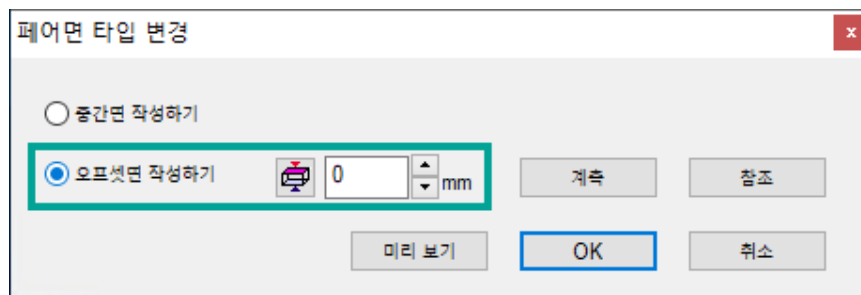 페어면 타입 변경
x
중간면 작성하기
오프셋면 작성하기 0 mm 계측 참조
미리 보기 OK 취소